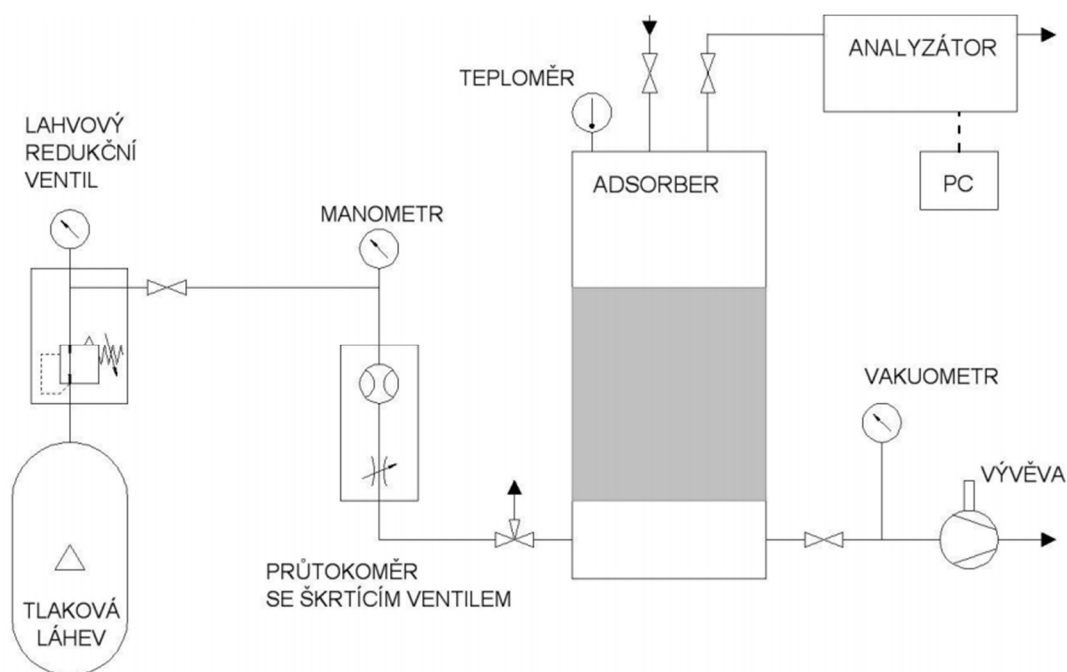 LAHVOVÝ
REDUKČNÍ
VENTIL
MANOMETR
TEPLOMĚR
ADSORBER
ANALYZÁTOR
PC
VAKUOMETR
VÝVĚVA
PRŮTOKOMĚR
SE ŠKRTÍCÍM VENTILEM
TLAKOVÁ
LÁHEV